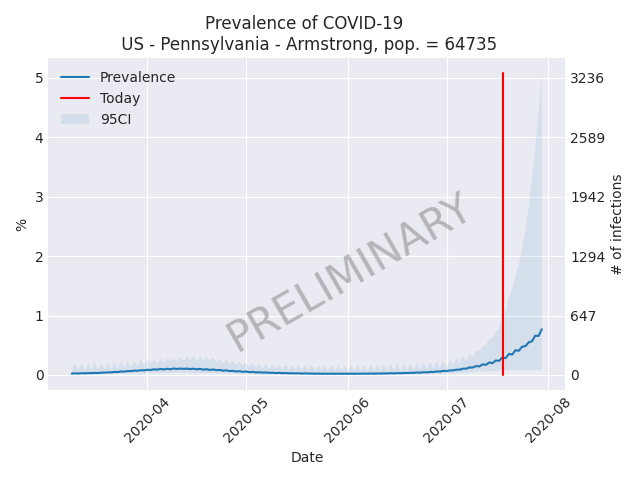 Prevalence of COVID-19
US - Pennsylvania - Armstrong, pop. = 64735
Prevalence
Today
95CI
5
4
3
2
1
0
%
3236
2589
1942
1294
647
0
# of infections
PRELIMINARY
2020-04
2020-05
2020-06
2020-07
2020-08
Date